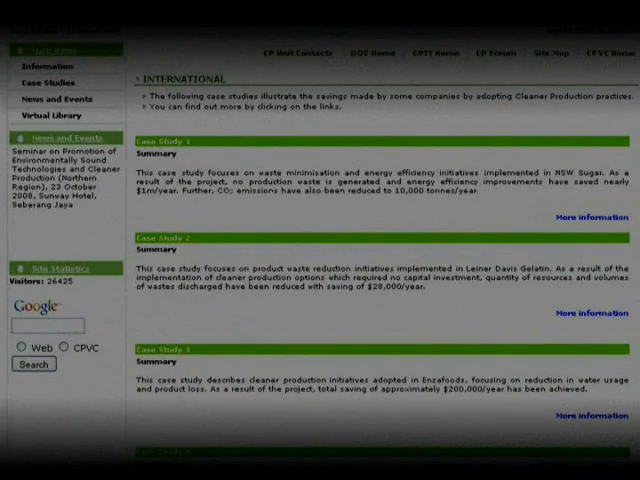 Main Menu
Information
Case Studies
News and Events
Virtual Library
News and Events
Seminar on Promotion of
Environmentally Sound
Technologies and Cleaner
Production (Northern
Region), 23 October
2008, Sunway Hotel,
Seberang Jaya
Site Statistics
Visitors: 26425
Google
Web CPVC
Search
CP Unit Contacts DOE Home CPIT Home CP Forum Site Map CPVC Home
INTERNATIONAL
The following case studies illustrate the savings made by some companies by adopting Cleaner Production practices.
You can find out more by clicking on the links.
Case Study 1
Summary
This case study focuses on waste minimisation and energy efficiency initiatives implemented in NSW Sugar. As a
result of the project, no production waste is generated and energy efficiency improvements have saved nearly
$1m/year. Further, CO2 emissions have also been reduced to 10,000 tonnes/year
More information
Case Study 2
Summary
This case study focuses on product waste reduction initiatives implemented in Leiner Davis Gelatin. As a result of the
implementation of cleaner production options which required no capital investment, quantity of resources and volumes
of wastes discharged have been reduced with saving of $28,000/year.
More information
Case Study 3
Summary
This case study describes cleaner production initiatives adopted in Enzafoods, focusing on reduction in water usage
and product loss. As a result of the project, total saving of approximately $200,000/year has been achieved.
More information